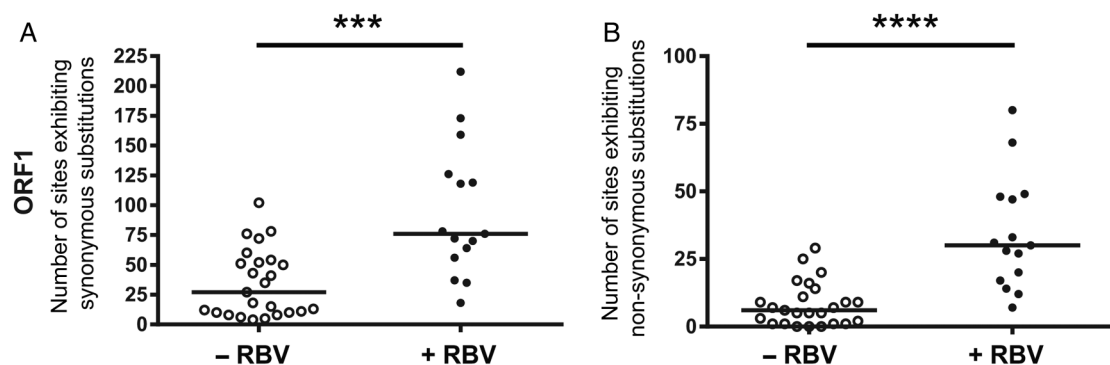 A
***
ORF1
Number of sites exhibiting
synonymous substitutions
225
200
175
150
125
100
75
50
25
0
– RBV
+ RBV
B
****
Number of sites exhibiting
non-synonymous substitutions
100
75
50
25
0
– RBV
+ RBV